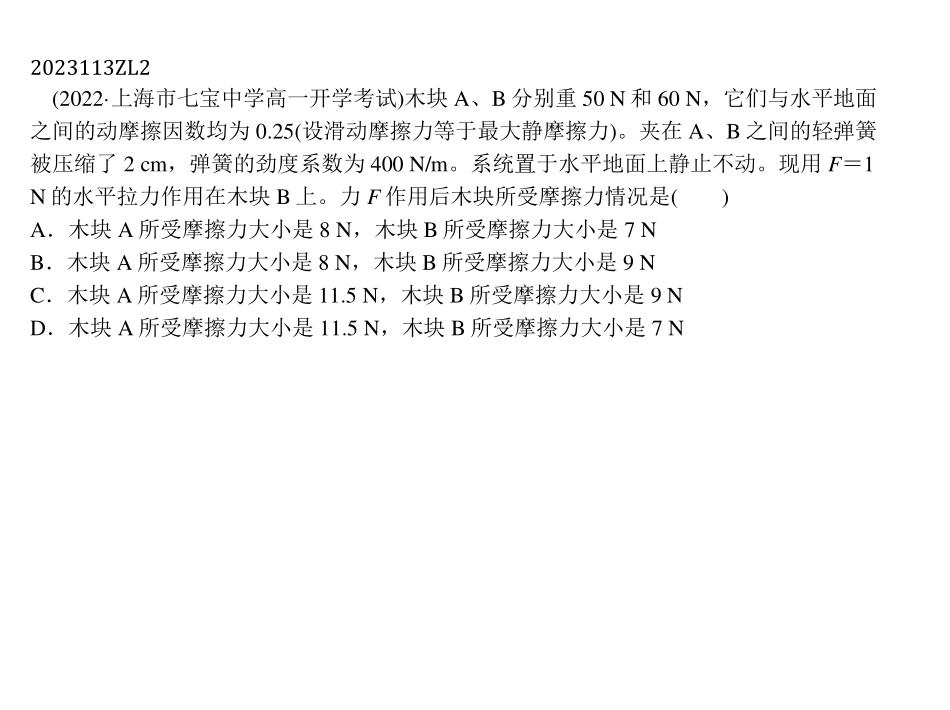 2023113ZL2
(2022·上海市七宝中学高一开学考试)木块 A、B 分别重 50 N 和 60 N，它们与水平地面
之间的动摩擦因数均为 0.25(设滑动摩擦力等于最大静摩擦力)。夹在 A、B 之间的轻弹簧
被压缩了 2 cm，弹簧的劲度系数为 400 N/m。系统置于水平地面上静止不动。现用 F＝1
N 的水平拉力作用在木块 B 上。力 F 作用后木块所受摩擦力情况是(　　)
A．木块 A 所受摩擦力大小是 8 N，木块 B 所受摩擦力大小是 7 N
B．木块 A 所受摩擦力大小是 8 N，木块 B 所受摩擦力大小是 9 N
C．木块 A 所受摩擦力大小是 11.5 N，木块 B 所受摩擦力大小是 9 N
D．木块 A 所受摩擦力大小是 11.5 N，木块 B 所受摩擦力大小是 7 N